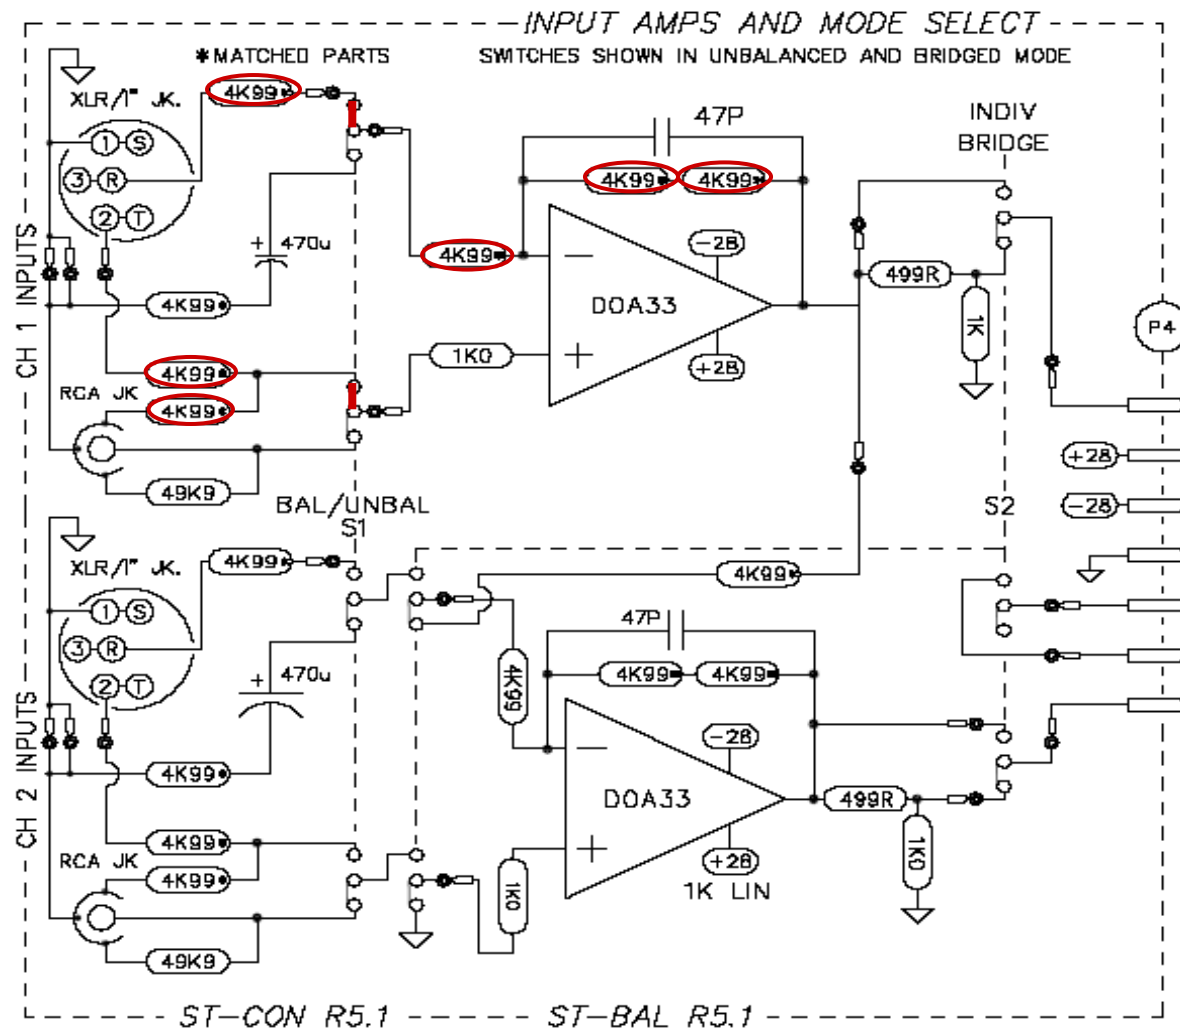 INPUT AMPS AND MODE SELECT
*MATCHED PARTS
SWITCHES SHOWN IN UNBALANCED AND BRIDGED MODE
XLR/1" JK.
4K99*
1 S
3 R
2 T
470u
+
4K99*
4K99*
4K99*
RCA JK
49K9
CH 1 INPUTS
BAL/UNBAL
S1
47P
4K99*
4K99*
4K99*
−
+
DOA33
-28
+28
1K0
INDIV
BRIDGE
499R
1K
P4
+28
-28
S2
XLR/1" JK.
4K99*
1 S
3 R
2 T
470u
+
4K99*
4K99*
4K99*
RCA JK
49K9
CH 2 INPUTS
4K99*
47P
4K99*
4K99*
4K99
−
+
DOA33
-28
+28
1K LIN
1K0
499R
1K0
ST-CON R5.1
ST-BAL R5.1